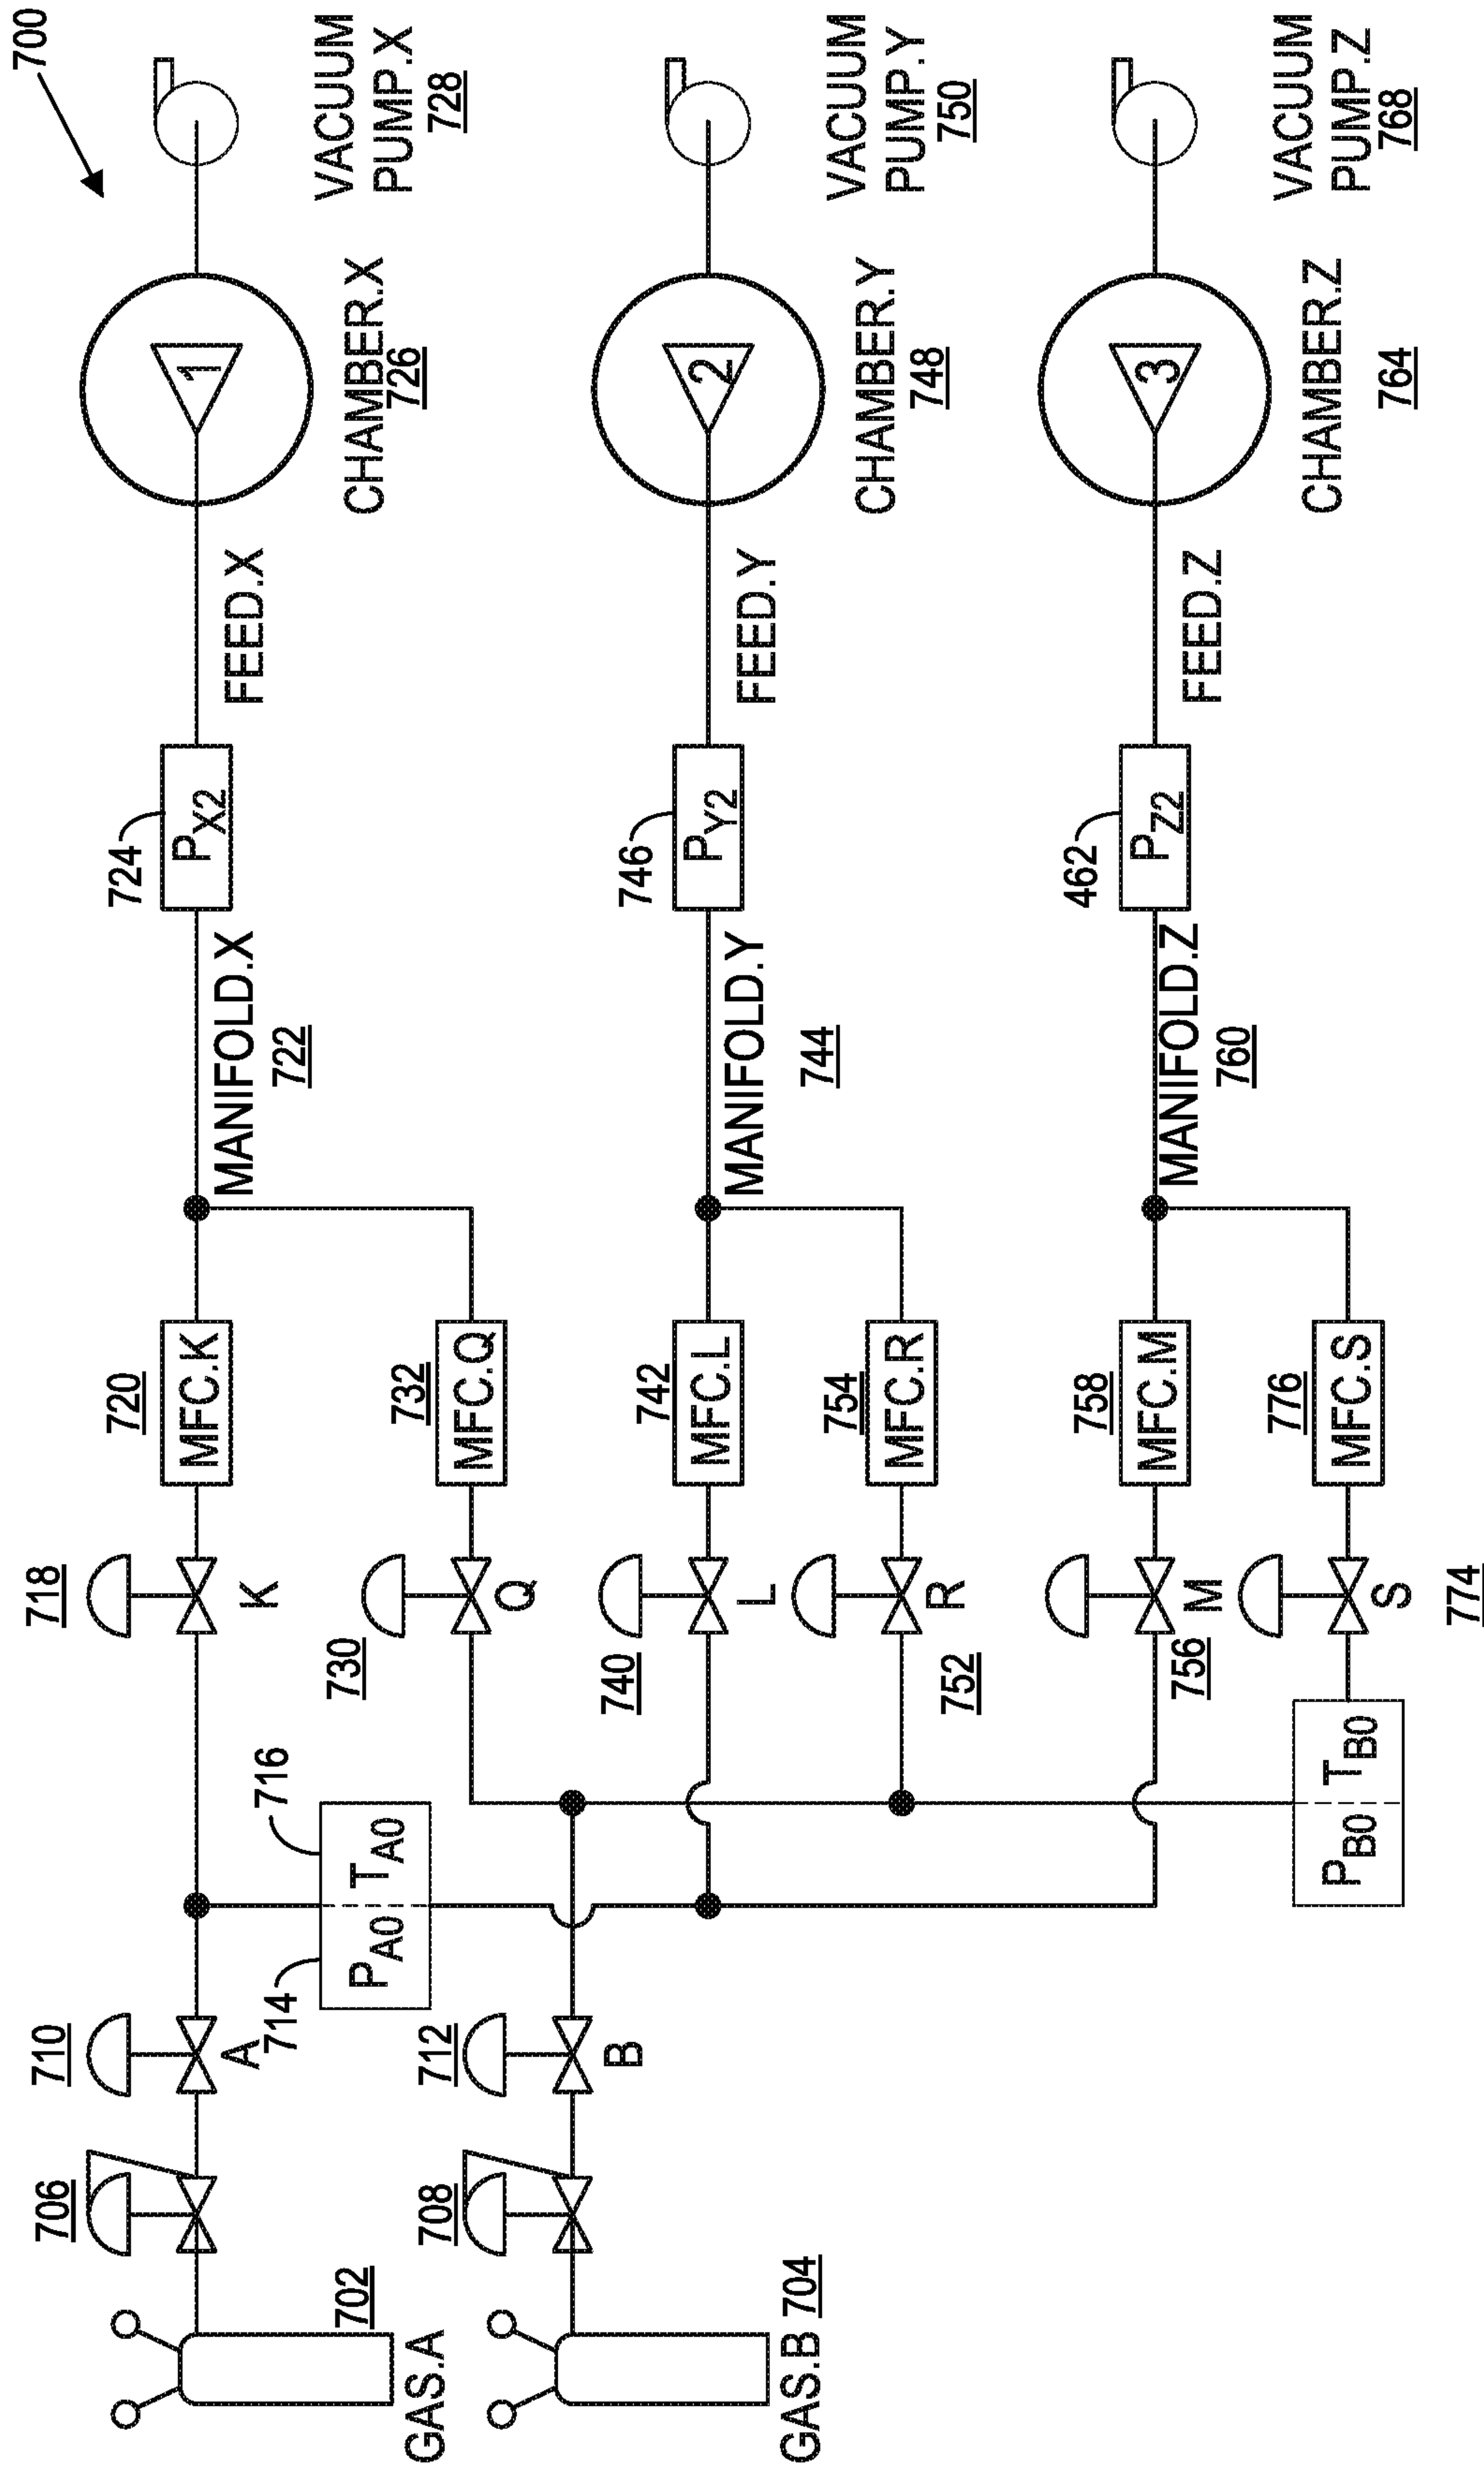 700
VACUUM
PUMP.X
728
VACUUM
PUMP.Y
750
VACUUM
PUMP.Z
768
1
CHAMBER.X
726
2
CHAMBER.Y
748
3
CHAMBER.Z
764
FEED.X
FEED.Y
FEED.Z
724
PX2
746
PY2
462
PZ2
MANIFOLD.X
722
MANIFOLD.Y
744
MANIFOLD.Z
760
720
MFC.K
732
MFC.Q
742
MFC.L
754
MFC.R
758
MFC.M
776
MFC.S
718
K
730
Q
740
L
R
752
M
756
S
774
716
714
PA0 TA0
PB0 TB0
710
A
712
B
706
708
702
GAS.A
704
GAS.B